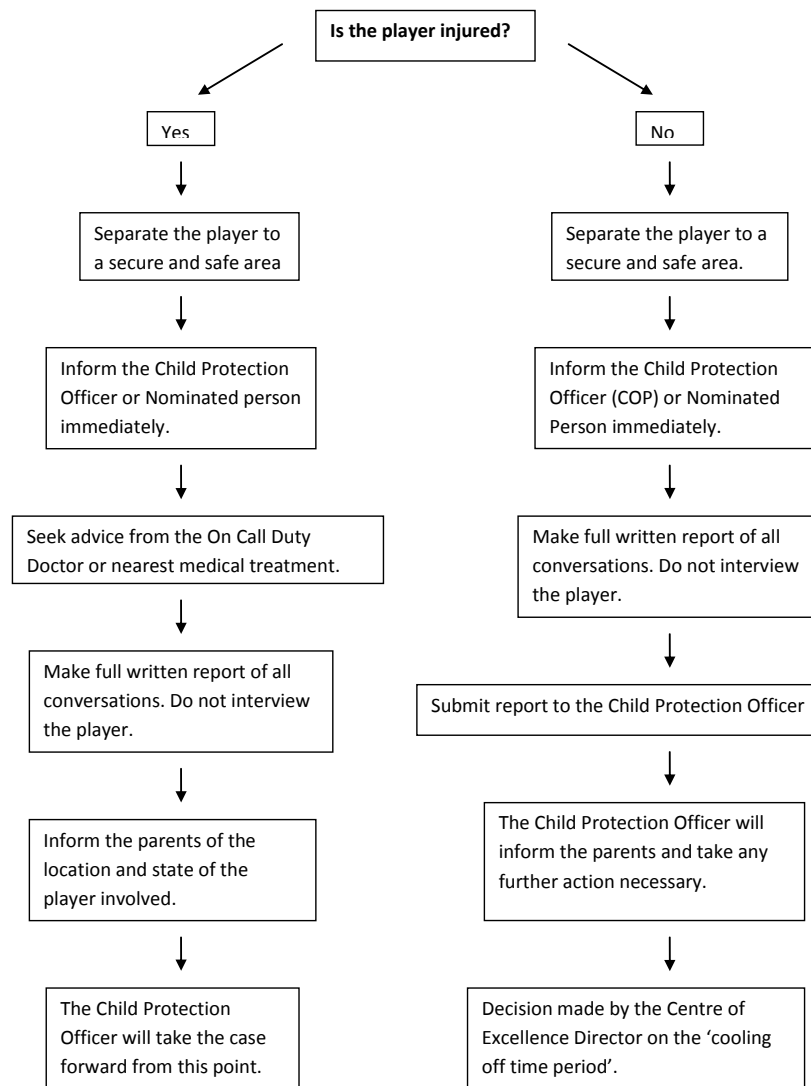 Is the player injured?
Yes
Separate the player to
a secure and safe area
Inform the Child Protection
Officer or Nominated person
immediately.
Seek advice from the On Call Duty
Doctor or nearest medical treatment.
Make full written report of all
conversations. Do not interview
the player.
Inform the parents of the
location and state of the
player involved.
The Child Protection
Officer will take the case
forward from this point.
No
Separate the player to a
secure and safe area.
Inform the Child Protection
Officer (COP) or Nominated
Person immediately.
Make full written report of all
conversations. Do not interview
the player.
Submit report to the Child Protection Officer
The Child Protection Officer will
inform the parents and take any
further action necessary.
Decision made by the Centre of
Excellence Director on the ‘cooling
off time period’.